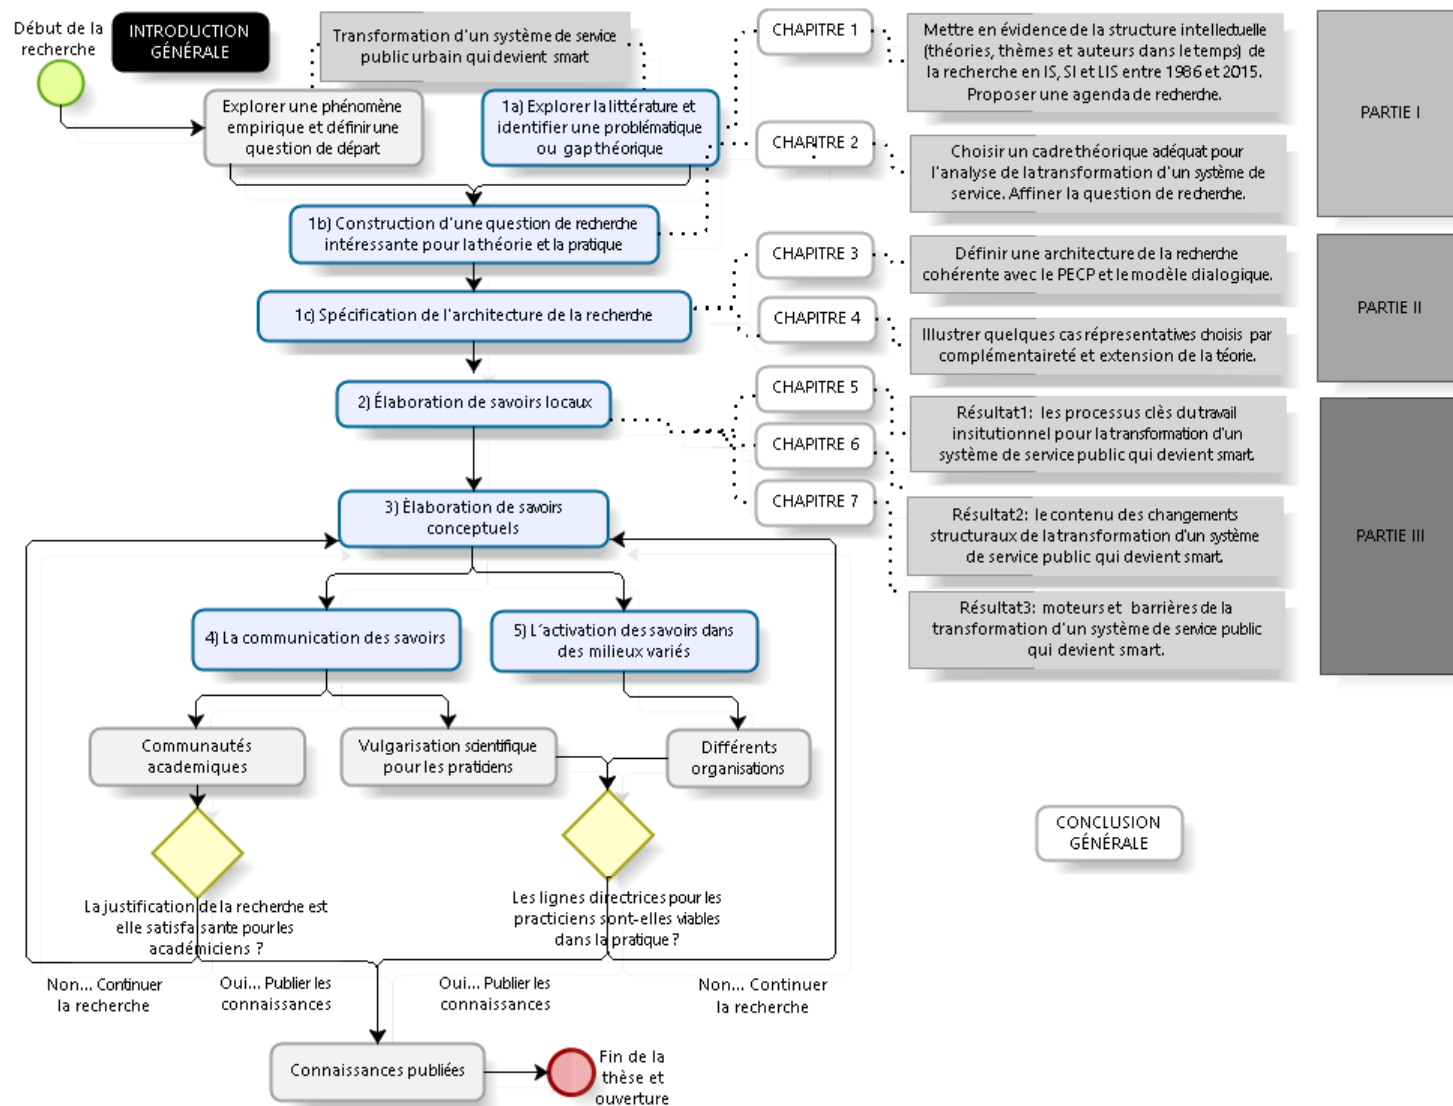 Début de la
recherche
INTRODUCTION
GÉNÉRALE
Transformation d'un système de service
public urbain qui devient smart
Explorer une phénomène
empirique et définir une
question de départ
1a) Explorer la littérature et
identifier une problématique
ou gap théorique
1b) Construction d'une question de recherche
intéressante pour la théorie et la pratique
1c) Spécification de l'architecture de la recherche
2) Élaboration de savoirs locaux
3) Élaboration de savoirs
conceptuels
4) La communication des savoirs
5) L'activation des savoirs dans
des milieux variés
Communautés
académiques
Vulgarisation scientifique
pour les praticiens
Différents
organisations
La justification de la recherche est
elle satisfaisante pour les
académiciens ?
Les lignes directrices pour les
practiciens sont-elles viables
dans la pratique ?
Non... Continuer
la recherche
Oui... Publier les
connaissances
Oui... Publier les
connaissances
Non... Continuer
la recherche
Connaissances publiées
Fin de la
thèse et
ouverture
CHAPITRE 1
CHAPITRE 2
CHAPITRE 3
CHAPITRE 4
CHAPITRE 5
CHAPITRE 6
CHAPITRE 7
Mettre en évidence de la structure intellectuelle
(théories, thèmes et auteurs dans le temps) de
la recherche en IS, SI et LIS entre 1986 et 2015.
Proposer une agenda de recherche.
Choisir un cadre théorique adéquat pour
l'analyse de la transformation d'un système de
service. Affiner la question de recherche.
Définir une architecture de la recherche
cohérente avec le PECP et le modèle dialogique.
Illustrer quelques cas répresentatives choisis par
complémentaireté et extension de la téorie.
Résultat1: les processus clés du travail
insitutionnel pour la transformation d'un
système de service public qui devient smart.
Résultat2: le contenu des changements
structuraux de la transformation d'un système
de service public qui devient smart.
Résultat3: moteurs et barrières de la
transformation d'un système de service public
qui devient smart.
PARTIE I
PARTIE II
PARTIE III
CONCLUSION
GÉNÉRALE